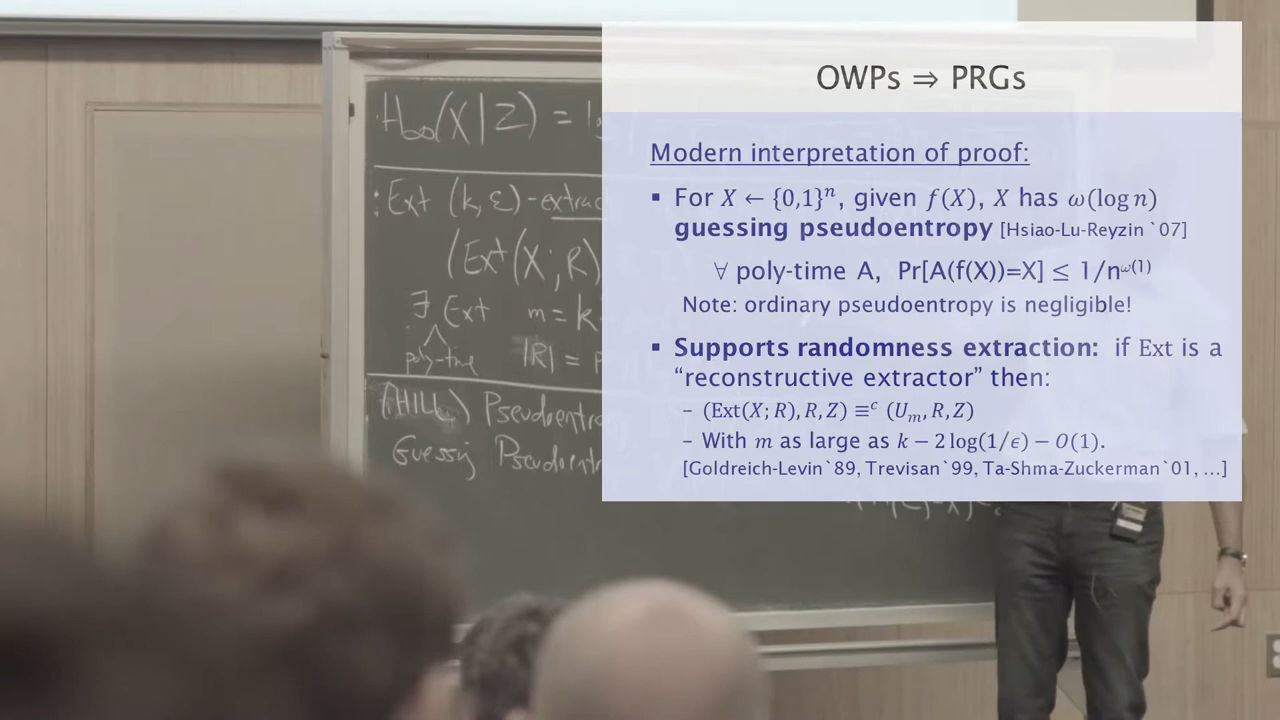 OWPs ⇒ PRGs
Modern interpretation of proof:
▪ For X ← {0,1}ⁿ, given f(X), X has ω(log n)
guessing pseudoentropy [Hsiao-Lu-Reyzin `07]
∀ poly-time A, Pr[A(f(X))=X] ≤ 1/n^ω(1)
Note: ordinary pseudoentropy is negligible!
▪ Supports randomness extraction: if Ext is a
“reconstructive extractor” then:
– (Ext(X; R), R, Z) ≡ᶜ (Uₘ, R, Z)
– With m as large as k − 2 log(1/ϵ) − O(1).
[Goldreich-Levin`89, Trevisan`99, Ta-Shma-Zuckerman`01, …]
H∞(X|Z) =
: Ext (k, ε)-extrac
(Ext(X; R)
∃ Ext m = k
poly-time |R| =
(HILL) Pseudoentro
Guessing Pseudoentr